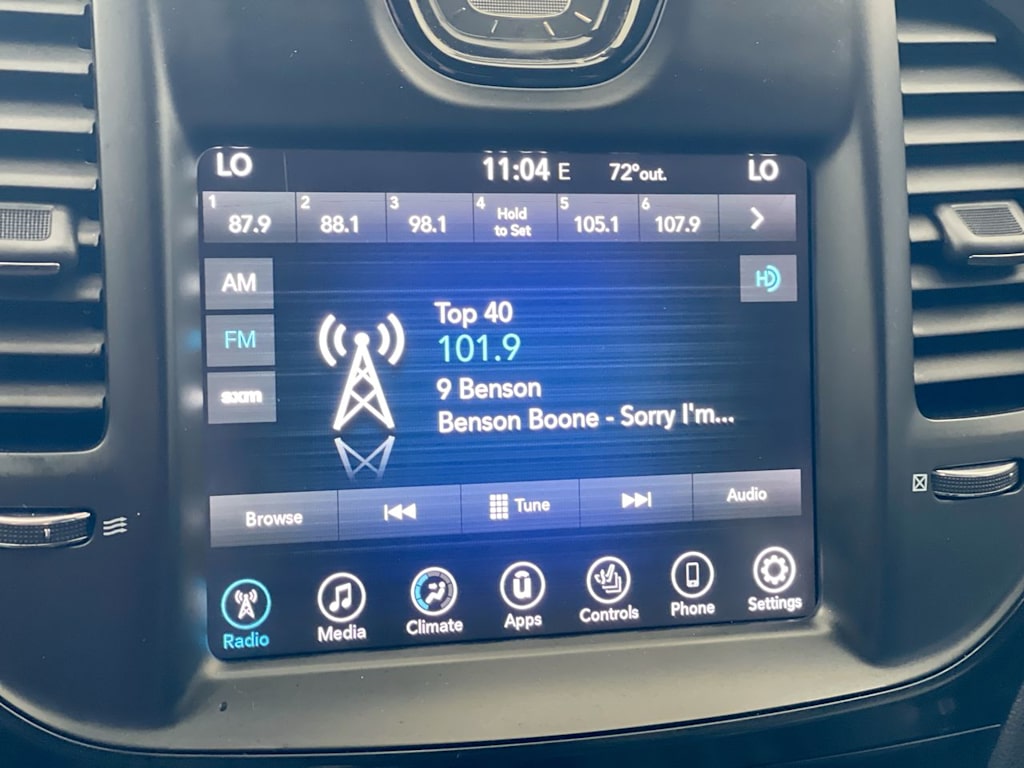 LO 11:04 E 72°out. LO
1 87.9 2 88.1 3 98.1 4 Hold to Set 5 105.1 6 107.9
AM
HD
FM
sxm
Top 40
101.9
9 Benson
Benson Boone - Sorry I'm...
Browse Tune Audio
Radio Media Climate Apps Controls Phone Settings